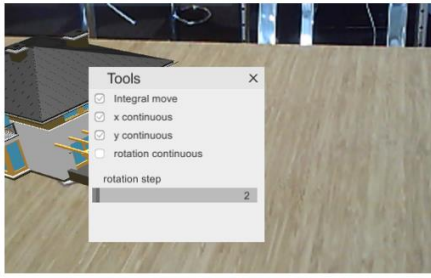 Tools
Integral move
x continuous
y continuous
rotation continuous
rotation step
2